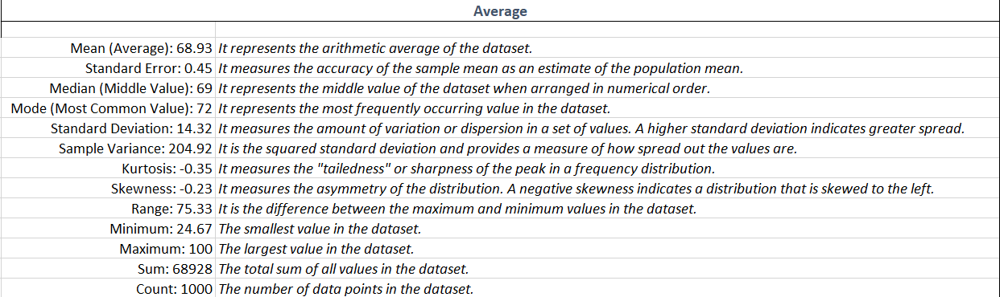 Average
Mean (Average): 68.93 It represents the arithmetic average of the dataset.
Standard Error: 0.45 It measures the accuracy of the sample mean as an estimate of the population mean.
Median (Middle Value): 69 It represents the middle value of the dataset when arranged in numerical order.
Mode (Most Common Value): 72 It represents the most frequently occurring value in the dataset.
Standard Deviation: 14.32 It measures the amount of variation or dispersion in a set of values. A higher standard deviation indicates greater spread.
Sample Variance: 204.92 It is the squared standard deviation and provides a measure of how spread out the values are.
Kurtosis: -0.35 It measures the "tailedness" or sharpness of the peak in a frequency distribution.
Skewness: -0.23 It measures the asymmetry of the distribution. A negative skewness indicates a distribution that is skewed to the left.
Range: 75.33 It is the difference between the maximum and minimum values in the dataset.
Minimum: 24.67 The smallest value in the dataset.
Maximum: 100 The largest value in the dataset.
Sum: 68928 The total sum of all values in the dataset.
Count: 1000 The number of data points in the dataset.